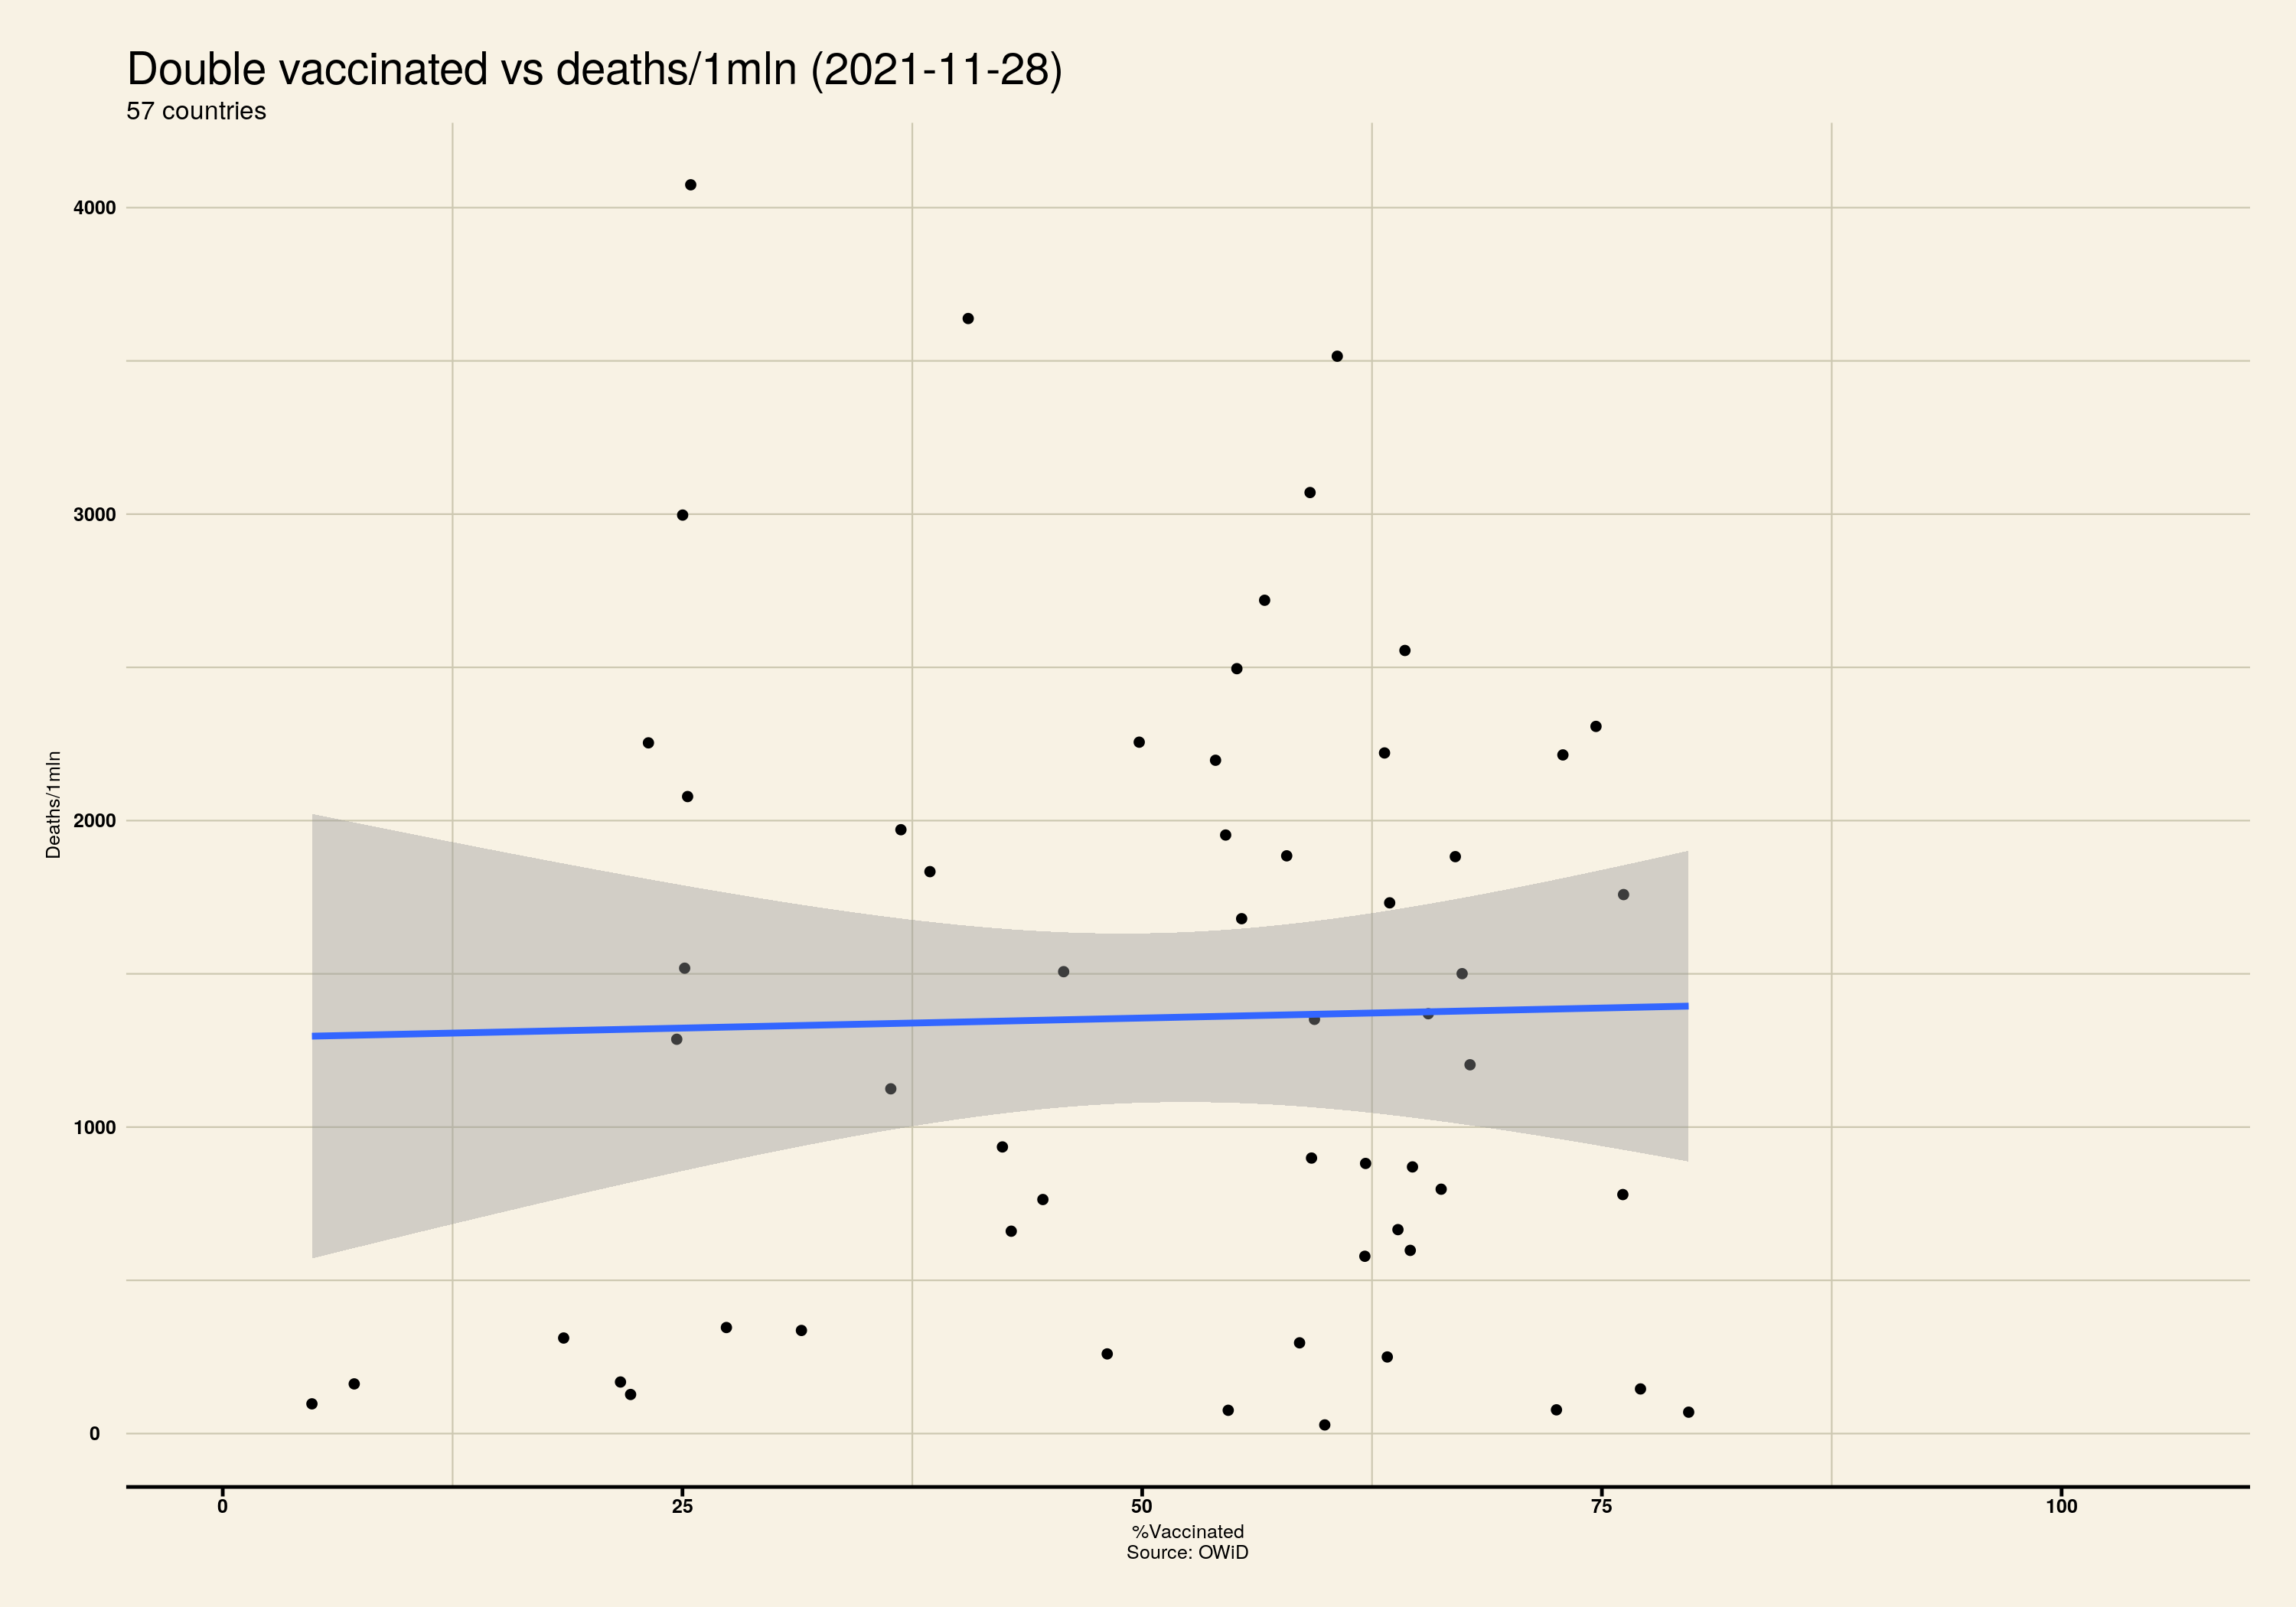 Double vaccinated vs deaths/1mln (2021-11-28)
57 countries
4000
3000
2000
1000
0
Deaths/1mln
0 25 50 75 100
%Vaccinated
Source: OWiD